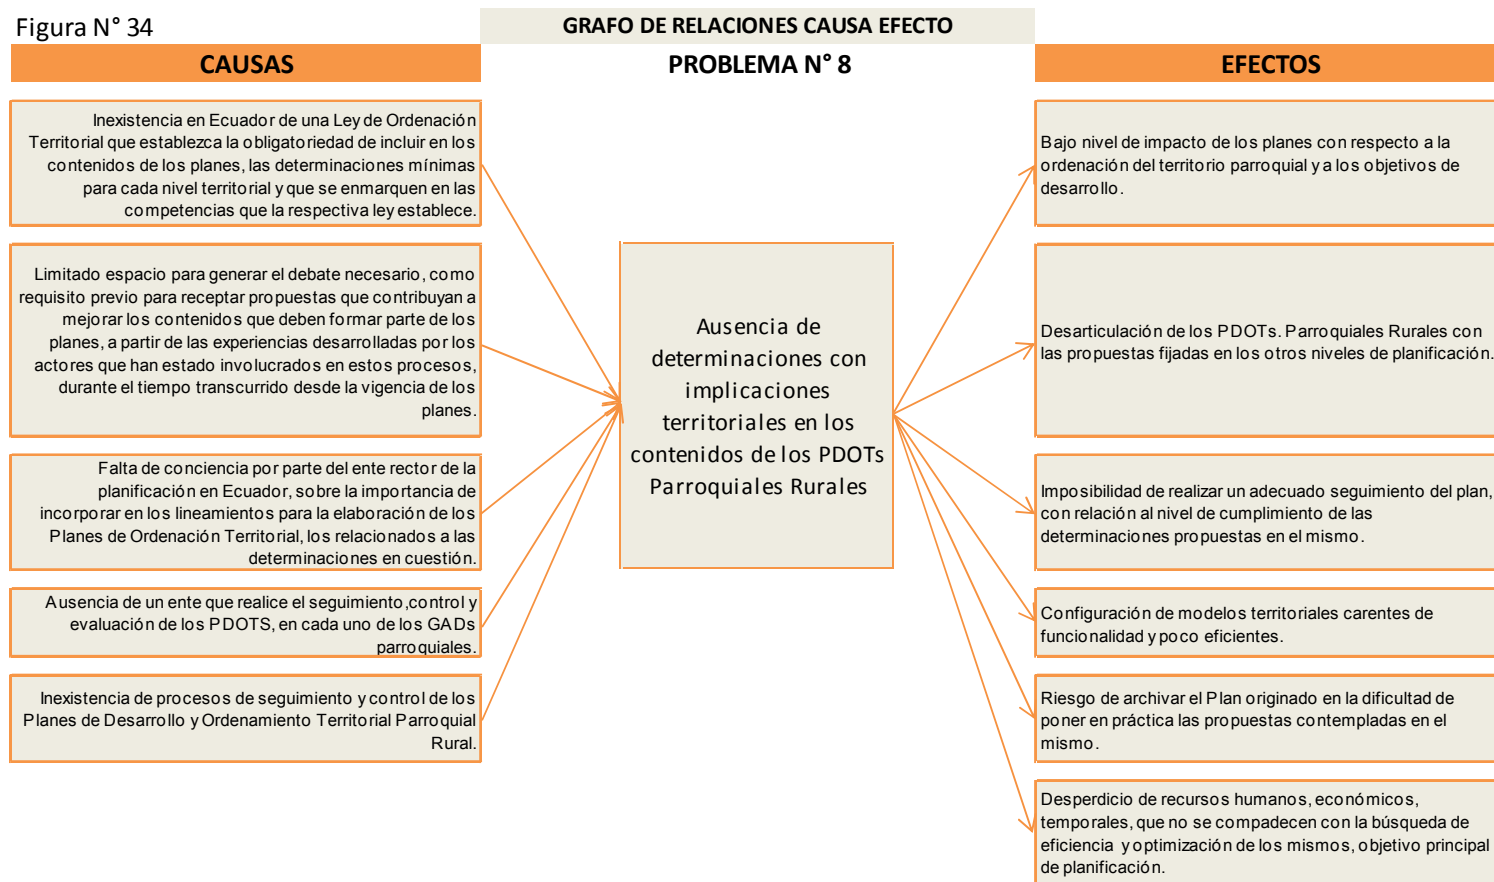 Figura N° 34
GRAFO DE RELACIONES CAUSA EFECTO
CAUSAS
PROBLEMA N° 8
EFECTOS
Inexistencia en Ecuador de una Ley de Ordenación
Territorial que establezca la obligatoriedad de incluir en los
contenidos de los planes, las determinaciones mínimas
para cada nivel territorial y que se enmarquen en las
competencias que la respectiva ley establece.
Limitado espacio para generar el debate necesario, como
requisito previo para receptar propuestas que contribuyan a
mejorar los contenidos que deben formar parte de los
planes, a partir de las experiencias desarrolladas por los
actores que han estado involucrados en estos procesos,
durante el tiempo transcurrido desde la vigencia de los
planes.
Falta de conciencia por parte del ente rector de la
planificación en Ecuador, sobre la importancia de
incorporar en los lineamientos para la elaboración de los
Planes de Ordenación Territorial, los relacionados a las
determinaciones en cuestión.
Ausencia de un ente que realice el seguimiento,control y
evaluación de los PDOTS, en cada uno de los GADs
parroquiales.
Inexistencia de procesos de seguimiento y control de los
Planes de Desarrollo y Ordenamiento Territorial Parroquial
Rural.
Ausencia de
determinaciones con
implicaciones
territoriales en los
contenidos de los PDOTs
Parroquiales Rurales
Bajo nivel de impacto de los planes con respecto a la
ordenación del territorio parroquial y a los objetivos de
desarrollo.
Desarticulación de los PDOTs. Parroquiales Rurales con
las propuestas fijadas en los otros niveles de planificación.
Imposibilidad de realizar un adecuado seguimiento del plan,
con relación al nivel de cumplimiento de las
determinaciones propuestas en el mismo.
Configuración de modelos territoriales carentes de
funcionalidad y poco eficientes.
Riesgo de archivar el Plan originado en la dificultad de
poner en práctica las propuestas contempladas en el
mismo.
Desperdicio de recursos humanos, económicos,
temporales, que no se compadecen con la búsqueda de
eficiencia y optimización de los mismos, objetivo principal
de planificación.